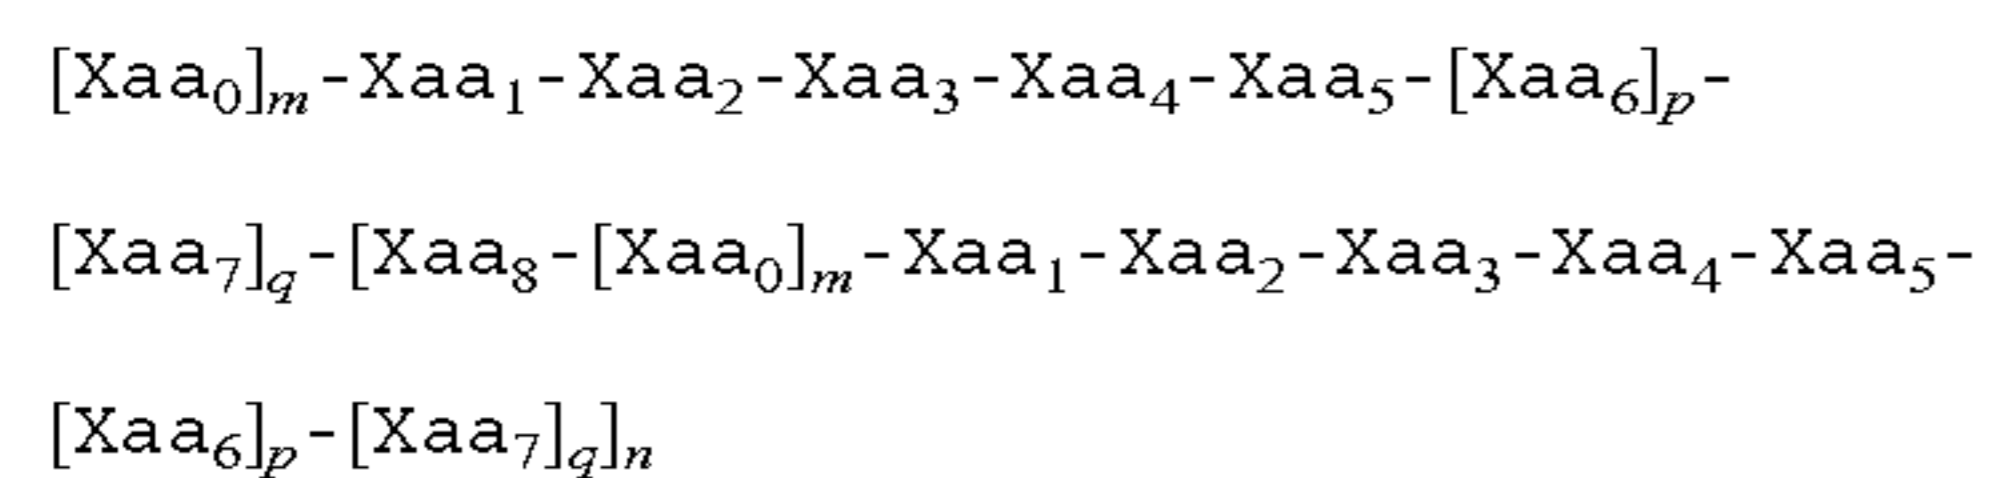 [Xaa₀]ₘ-Xaa₁-Xaa₂-Xaa₃-Xaa₄-Xaa₅-[Xaa₆]ₚ-
[Xaa₇]q-[Xaa₈-[Xaa₀]ₘ-Xaa₁-Xaa₂-Xaa₃-Xaa₄-Xaa₅-
[Xaa₆]ₚ-[Xaa₇]q]ₙ